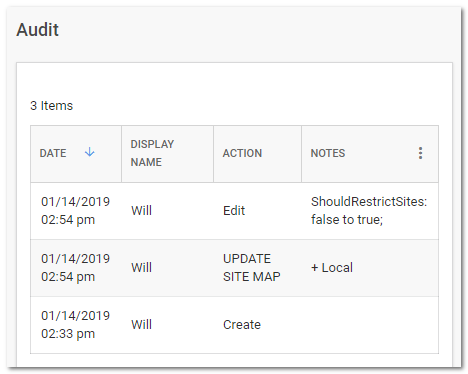 Audit
3 Items
DATE
DISPLAY
NAME
ACTION
NOTES
01/14/2019
02:54 pm
Will
Edit
ShouldRestrictSites:
false to true;
01/14/2019
02:54 pm
Will
UPDATE
SITE MAP
+ Local
01/14/2019
02:33 pm
Will
Create